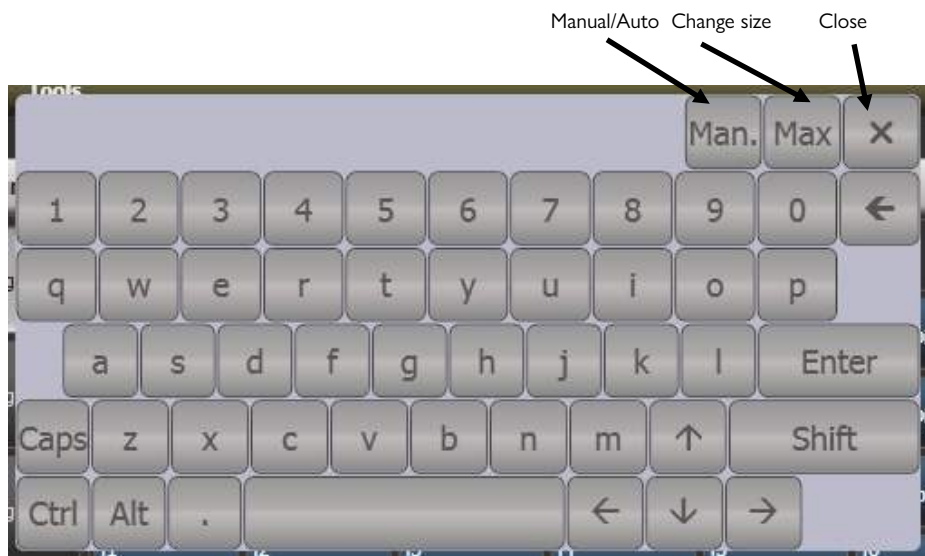 Manual/Auto Change size Close
Tools
Man. Max ×
1 2 3 4 5 6 7 8 9 0 ←
q w e r t y u i o p
a s d f g h j k l Enter
Caps z x c v b n m ↑ Shift
Ctrl Alt . ← ↓ →